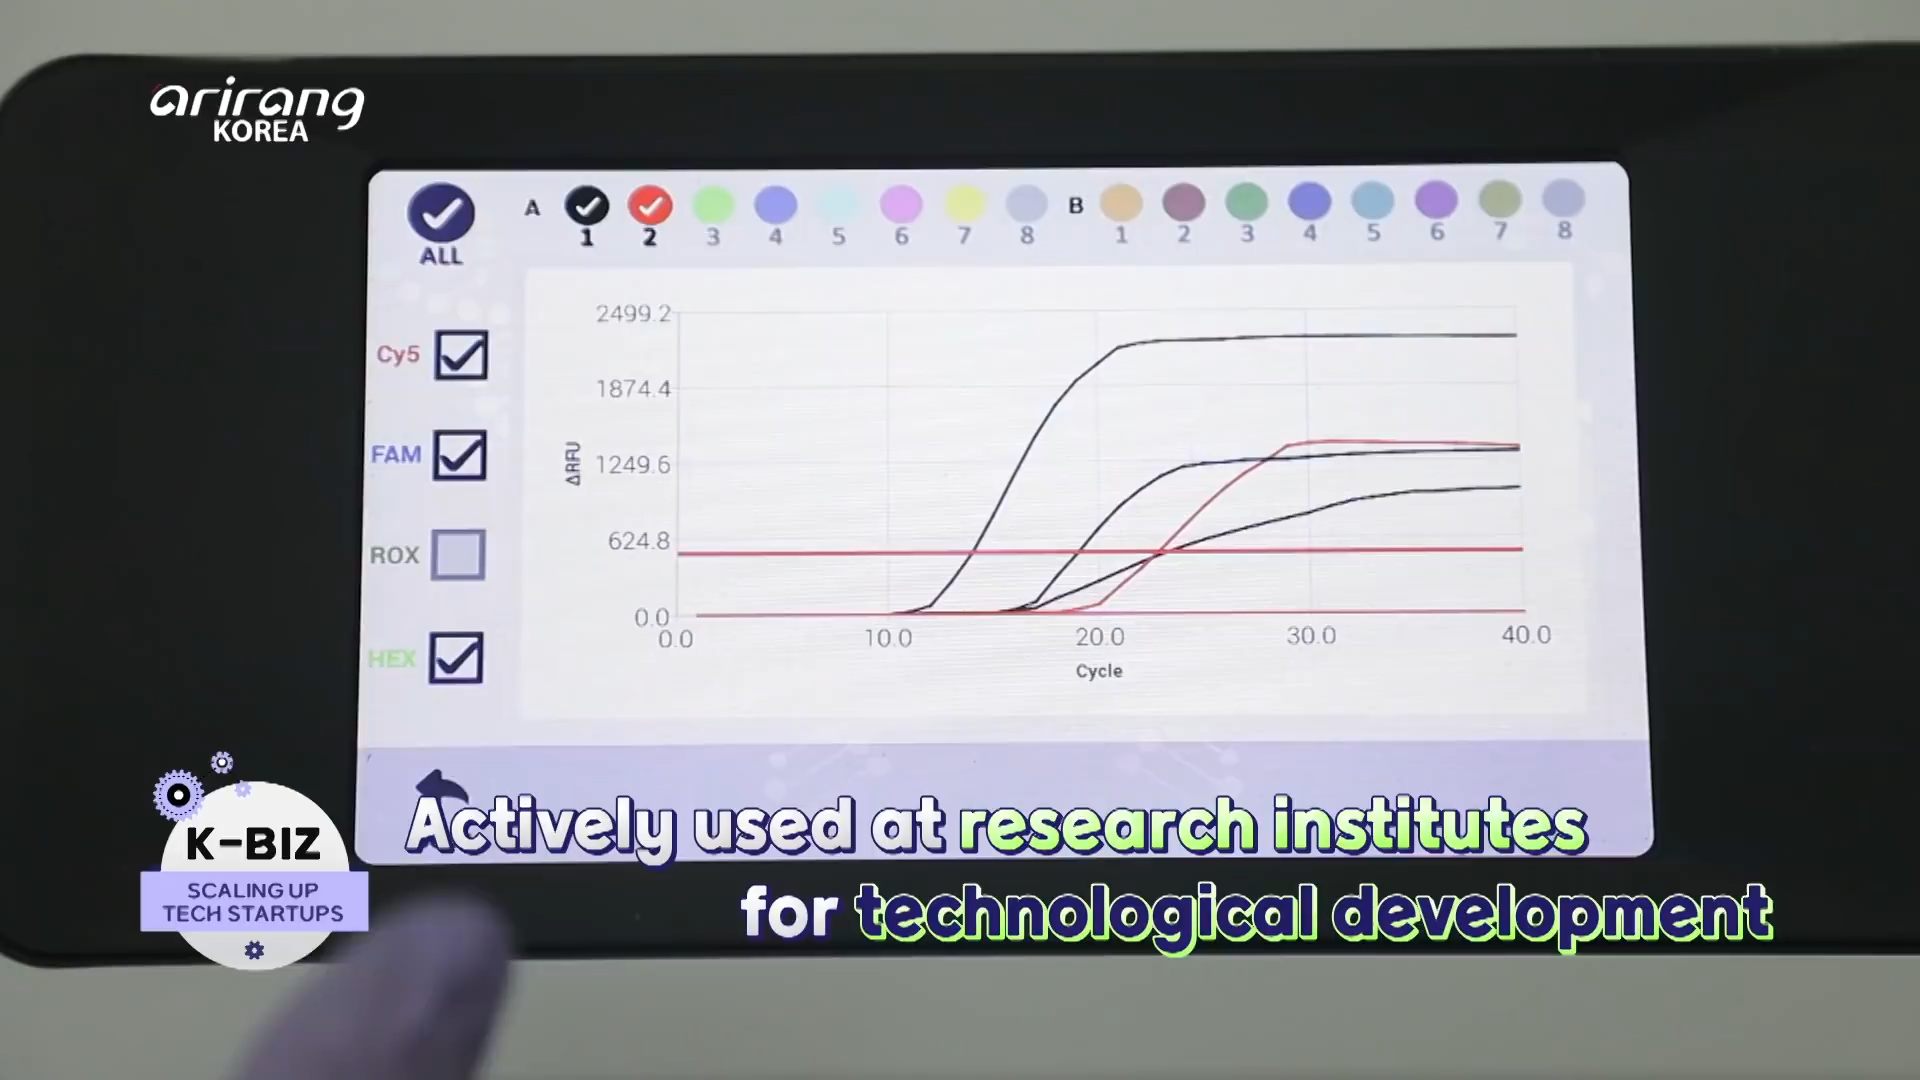 arirang
KOREA
ALL
A
1 2 3 4 5 6 7 8
B
1 2 3 4 5 6 7 8
Cy5
FAM
ROX
HEX
ΔRFU
2499.2
1874.4
1249.6
624.8
0.0
0.0 10.0 20.0 30.0 40.0
Cycle
K-BIZ
SCALING UP
TECH STARTUPS
Actively used at research institutes
for technological development